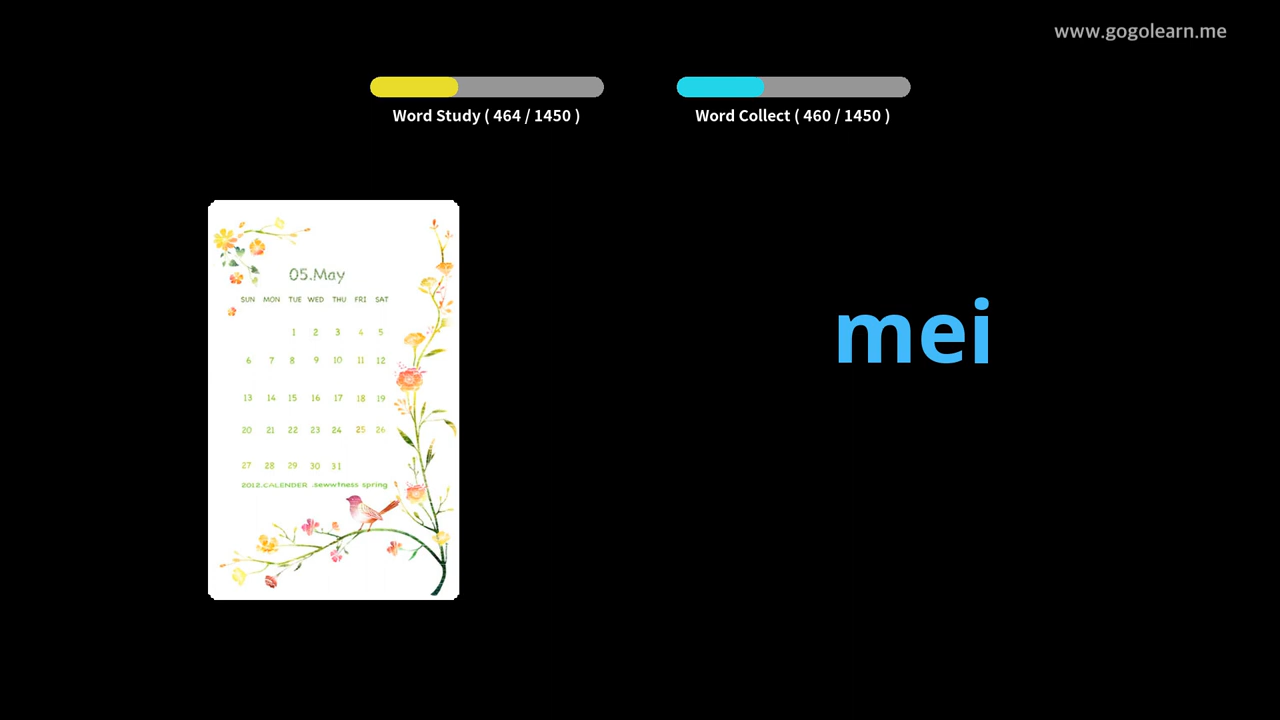 www.gogolearn.me
Word Study ( 464 / 1450 )
Word Collect ( 460 / 1450 )
05.May
SUN MON TUE WED THU FRI SAT
1 2 3 4 5
6 7 8 9 10 11 12
13 14 15 16 17 18 19
20 21 22 23 24 25 26
27 28 29 30 31
2012.CALENDER .sewwtness spring
mei